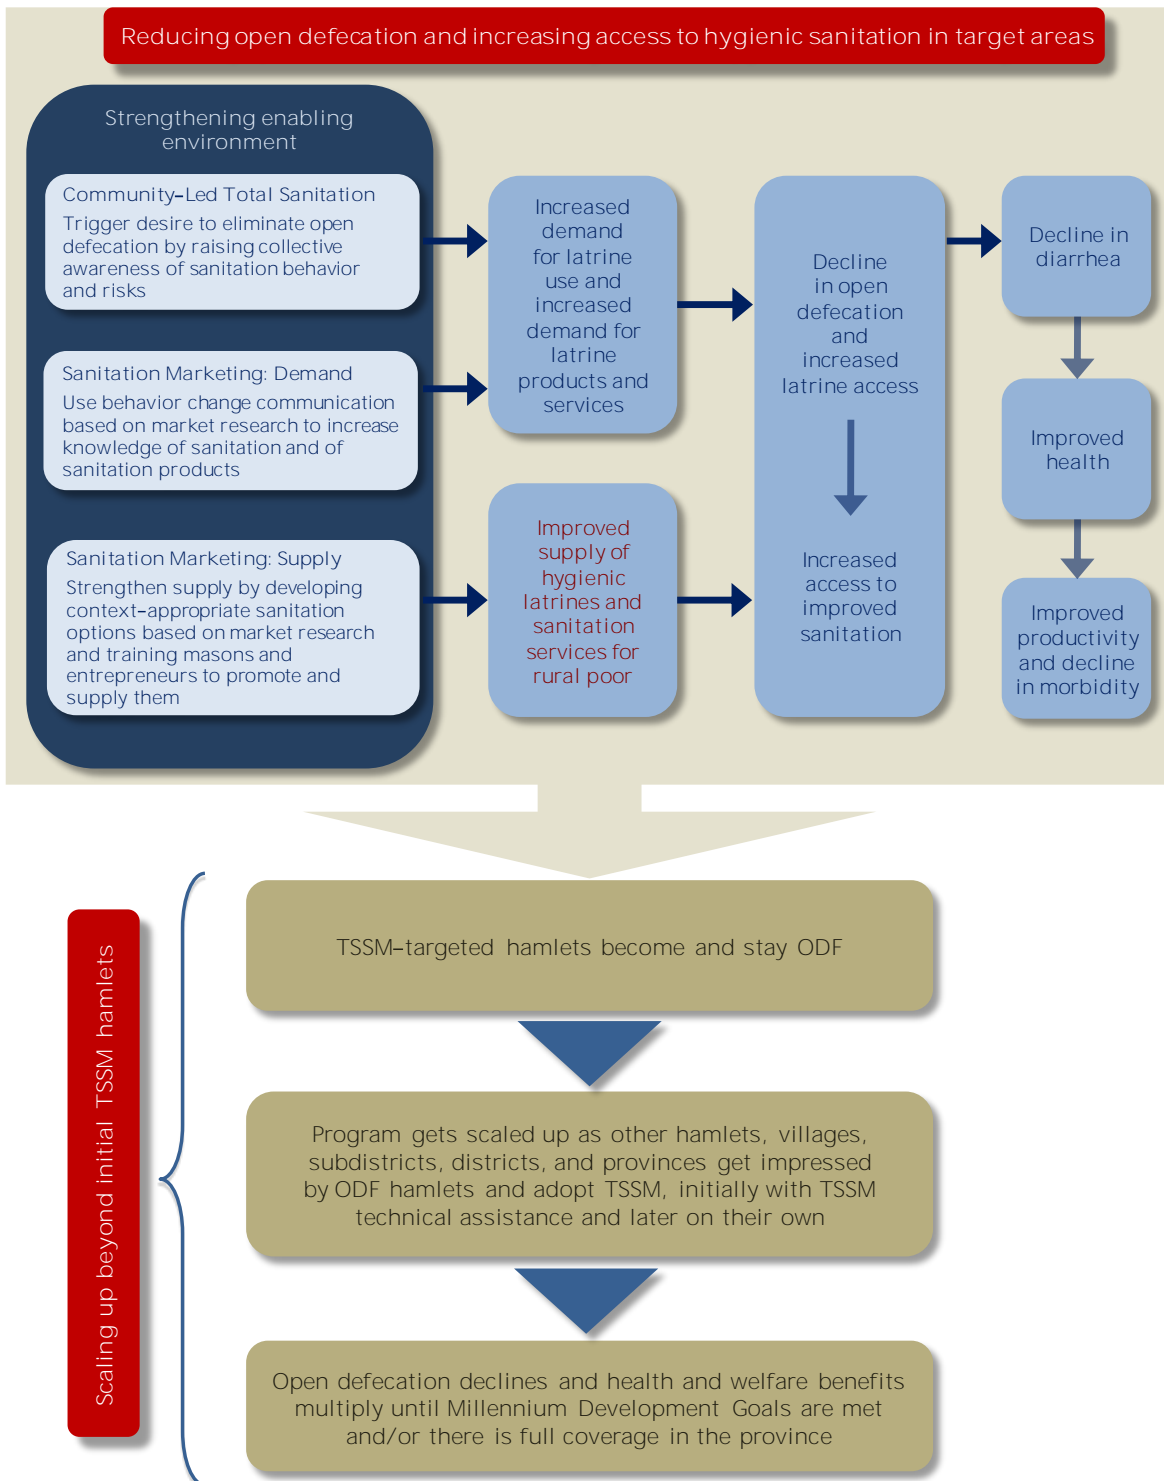 Reducing open defecation and increasing access to hygienic sanitation in target areas
Strengthening enabling
environment
Community-Led Total Sanitation
Trigger desire to eliminate open
defecation by raising collective
awareness of sanitation behavior
and risks
Sanitation Marketing: Demand
Use behavior change communication
based on market research to increase
knowledge of sanitation and of
sanitation products
Sanitation Marketing: Supply
Strengthen supply by developing
context-appropriate sanitation
options based on market research
and training masons and
entrepreneurs to promote and
supply them
Increased
demand
for latrine
use and
increased
demand for
latrine
products and
services
Improved
supply of
hygienic
latrines and
sanitation
services for
rural poor
Decline
in open
defecation
and
increased
latrine access
Increased
access to
improved
sanitation
Decline in
diarrhea
Improved
health
Improved
productivity
and decline
in morbidity
Scaling up beyond initial TSSM hamlets
TSSM-targeted hamlets become and stay ODF
Program gets scaled up as other hamlets, villages,
subdistricts, districts, and provinces get impressed
by ODF hamlets and adopt TSSM, initially with TSSM
technical assistance and later on their own
Open defecation declines and health and welfare benefits
multiply until Millennium Development Goals are met
and/or there is full coverage in the province